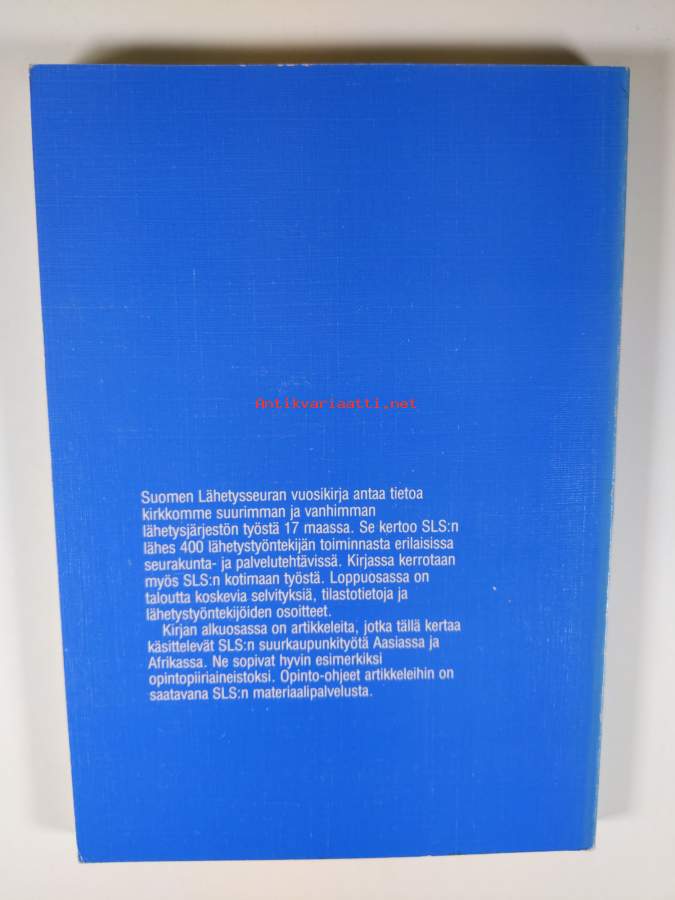 Antikvariaatti.net
Suomen Lähetysseuran vuosikirja antaa tietoa
kirkkomme suurimman ja vanhimman
lähetysjärjestön työstä 17 maassa. Se kertoo SLS:n
lähes 400 lähetystyöntekijän toiminnasta erilaisissa
seurakunta- ja palvelutehtävissä. Kirjassa kerrotaan
myös SLS:n kotimaan työstä. Loppuosassa on
taloutta koskevia selvityksiä, tilastotietoja ja
lähetystyöntekijöiden osoitteet.
Kirjan alkuosassa on artikkeleita, jotka tällä kertaa
käsittelevät SLS:n suurkaupunkityötä Aasiassa ja
Afrikassa. Ne sopivat hyvin esimerkiksi
opintopiiriaineistoksi. Opinto-ohjeet artikkeleihin on
saatavana SLS:n materiaalipalvelusta.